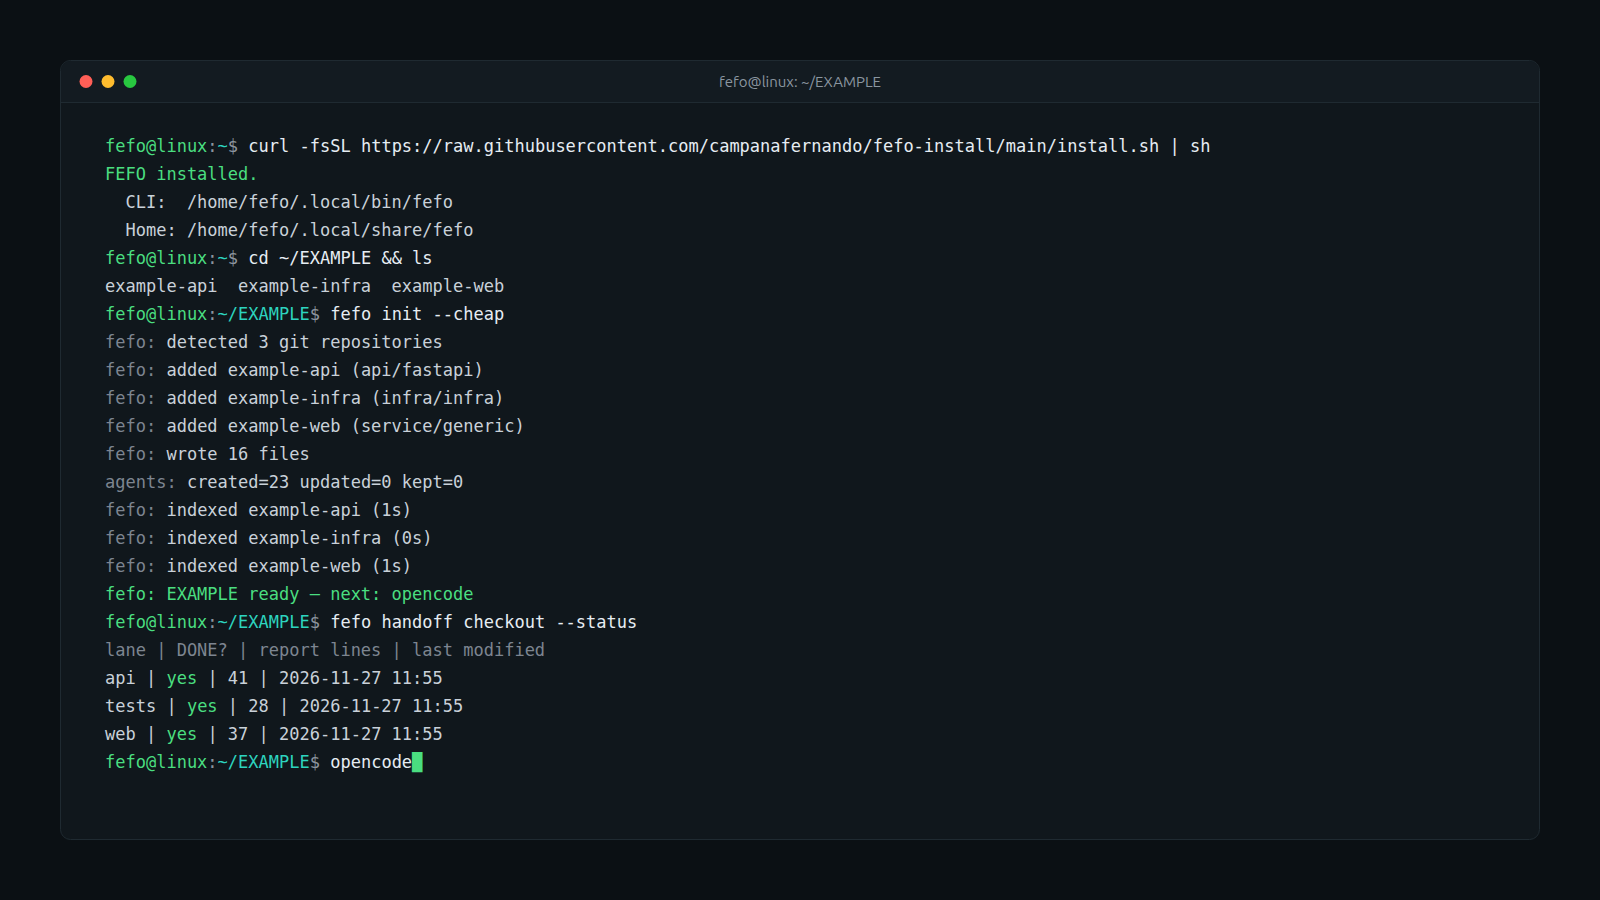 fefo@linux: ~/EXAMPLE
fefo@linux:~$ curl -fsSL https://raw.githubusercontent.com/campanafernando/fefo-install/main/install.sh | sh
FEFO installed.
  CLI:  /home/fefo/.local/bin/fefo
  Home: /home/fefo/.local/share/fefo
fefo@linux:~$ cd ~/EXAMPLE && ls
example-api  example-infra  example-web
fefo@linux:~/EXAMPLE$ fefo init --cheap
fefo: detected 3 git repositories
fefo: added example-api (api/fastapi)
fefo: added example-infra (infra/infra)
fefo: added example-web (service/generic)
fefo: wrote 16 files
agents: created=23 updated=0 kept=0
fefo: indexed example-api (1s)
fefo: indexed example-infra (0s)
fefo: indexed example-web (1s)
fefo: EXAMPLE ready — next: opencode
fefo@linux:~/EXAMPLE$ fefo handoff checkout --status
lane | DONE? | report lines | last modified
api | yes | 41 | 2026-11-27 11:55
tests | yes | 28 | 2026-11-27 11:55
web | yes | 37 | 2026-11-27 11:55
fefo@linux:~/EXAMPLE$ opencode